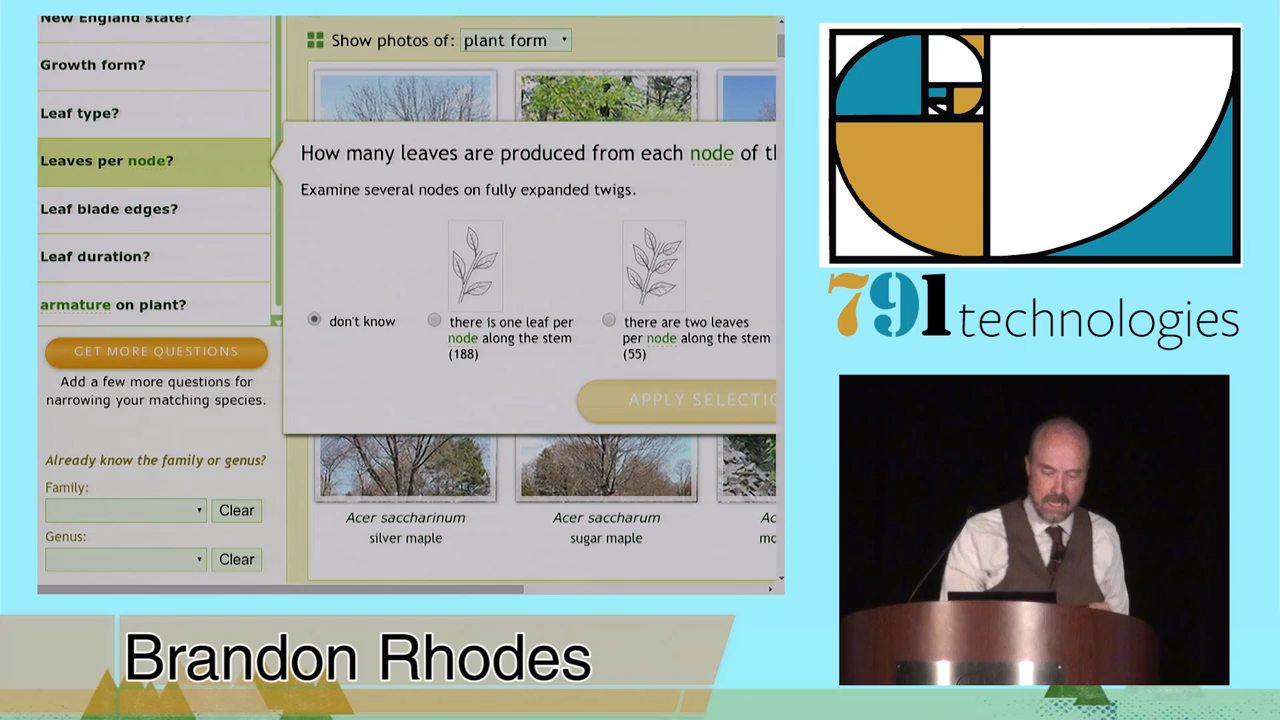 New England state?
Growth form?
Leaf type?
Leaves per node?
Leaf blade edges?
Leaf duration?
armature on plant?
GET MORE QUESTIONS
Add a few more questions for
narrowing your matching species.
Already know the family or genus?
Family:
Clear
Genus:
Clear
Show photos of: plant form
How many leaves are produced from each node of
Examine several nodes on fully expanded twigs.
don't know
there is one leaf per
node along the stem
(188)
there are two leaves
per node along the stem
(55)
APPLY SELECTIO
Acer saccharinum
silver maple
Acer saccharum
sugar maple
Ac
mo
791 technologies
Brandon Rhodes